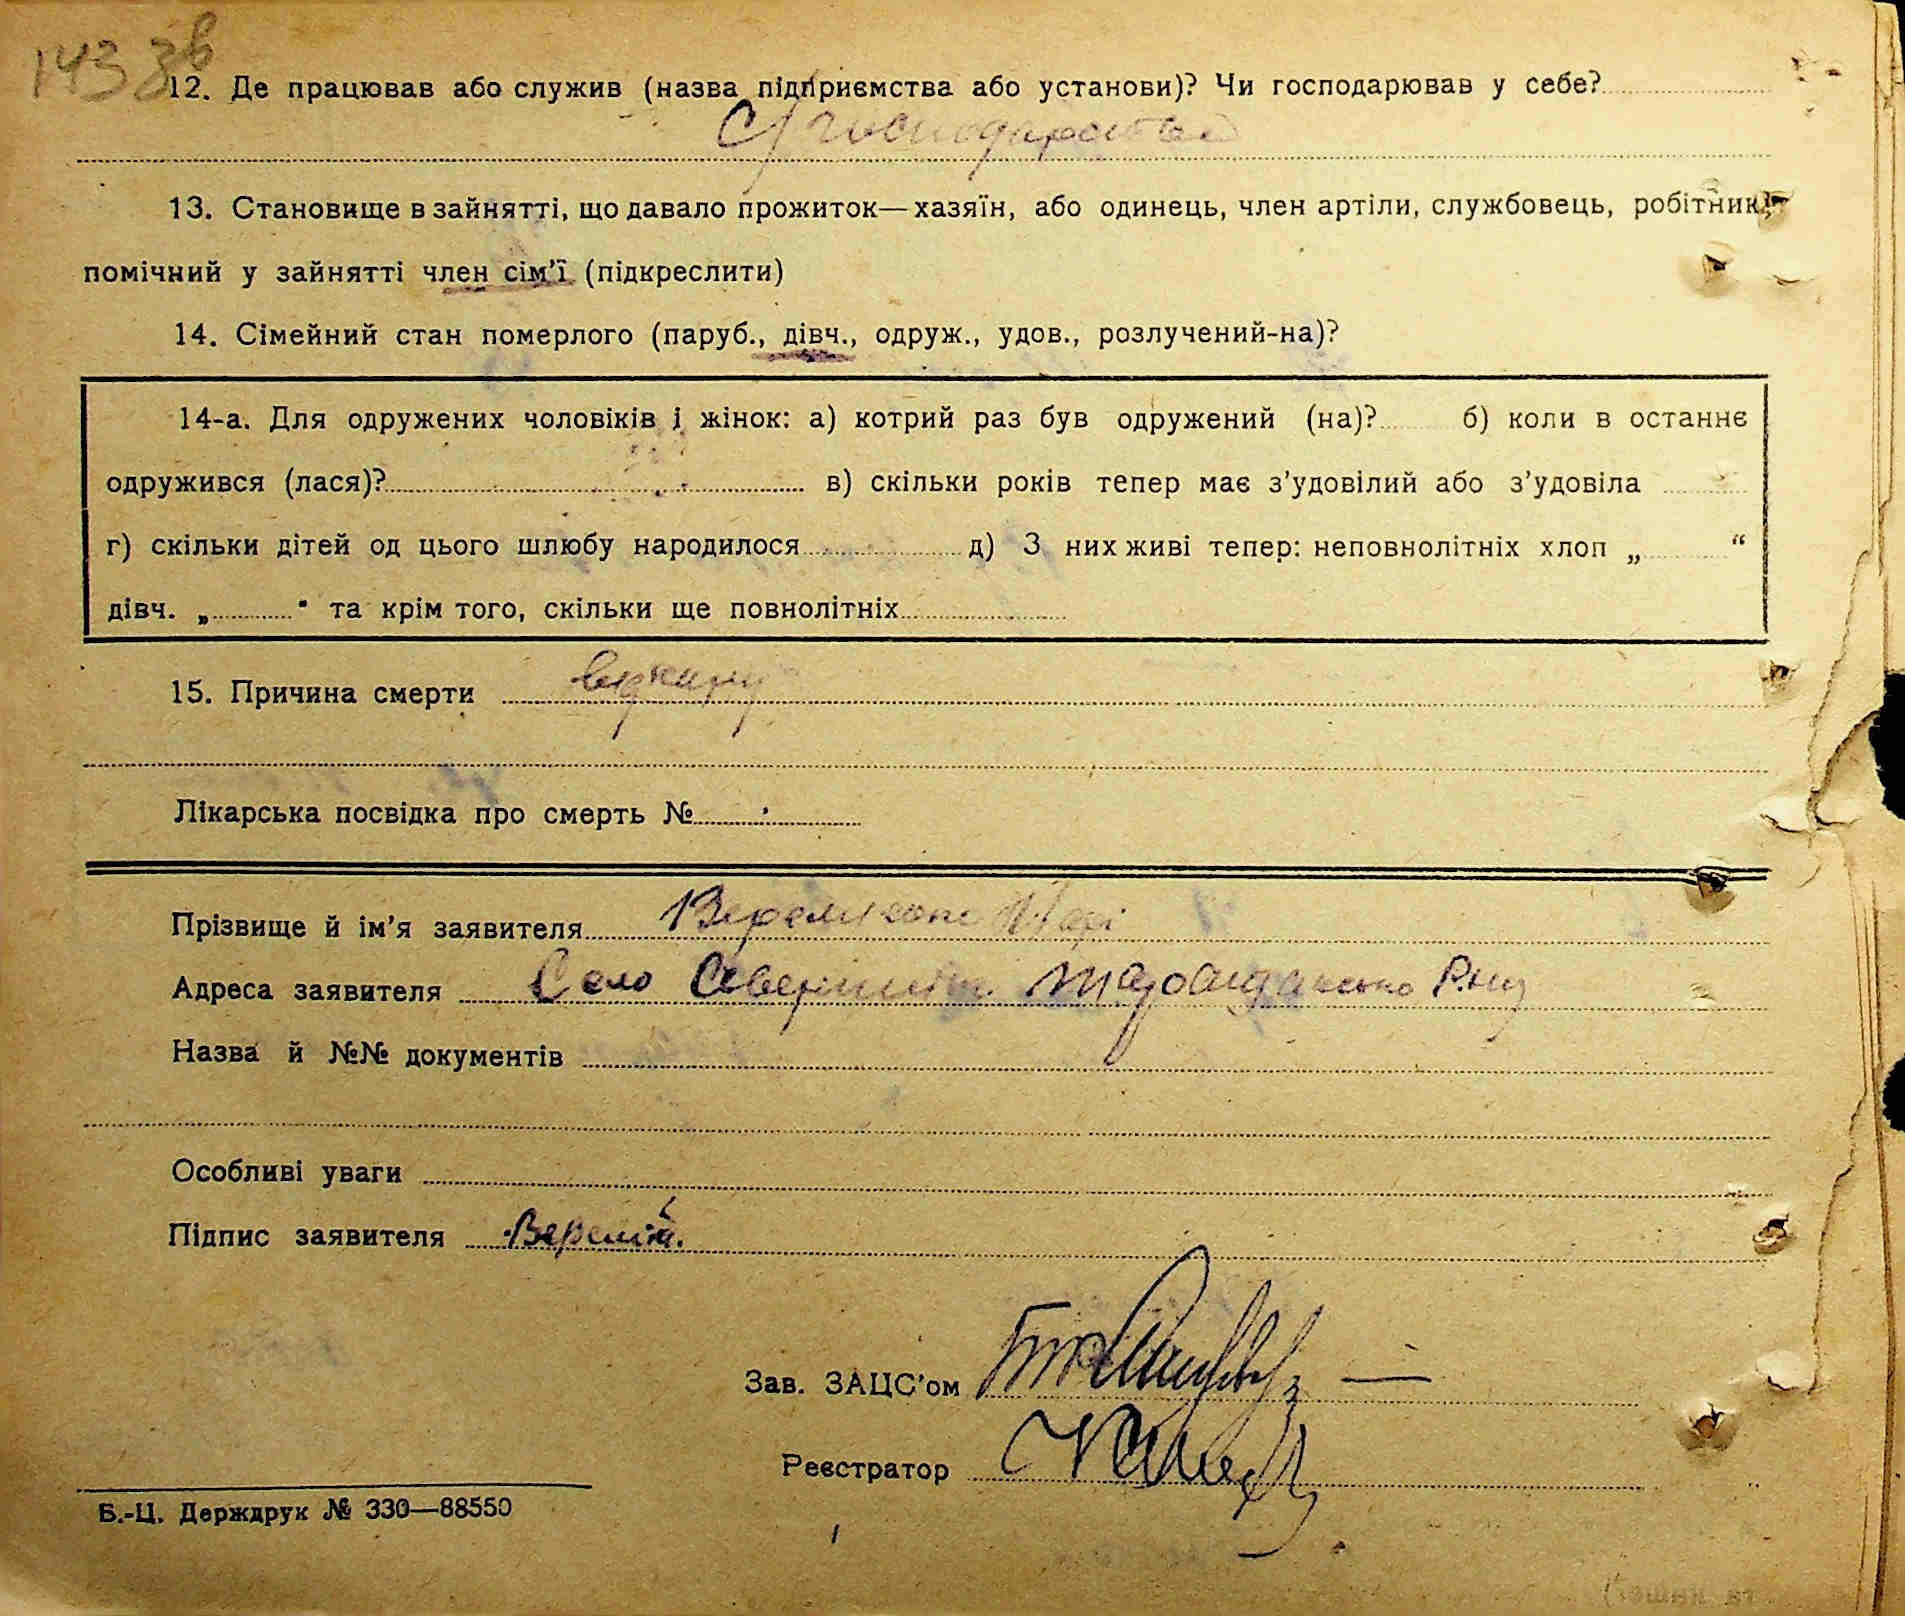 143 зв
12. Де працював або служив (назва підприємства або установи)? Чи господарював у себе?
С/господарства
13. Становище в зайнятті, що давало прожиток—хазяїн, або одинець, член артіли, службовець, робітник,
помічний у зайнятті член сім'ї (підкреслити)
14. Сімейний стан померлого (паруб., дівч., одруж., удов., розлучений-на)?
14-а. Для одружених чоловіків і жінок: а) котрий раз був одружений (на)? б) коли в останнє
одружився (лася)? в) скільки років тепер має з'удовілий або з'удовіла
г) скільки дітей од цього шлюбу народилося д) З них живі тепер: неповнолітніх хлоп „ “
дівч. „ " та крім того, скільки ще повнолітніх
15. Причина смерти
Лікарська посвідка про смерть №
Прізвище й ім'я заявителя
Адреса заявителя Село
Назва й №№ документів
Особливі уваги
Підпис заявителя Веремій.
Зав. ЗАЦС'ом
Реєстратор
Б.-Ц. Держдрук № 330—88550